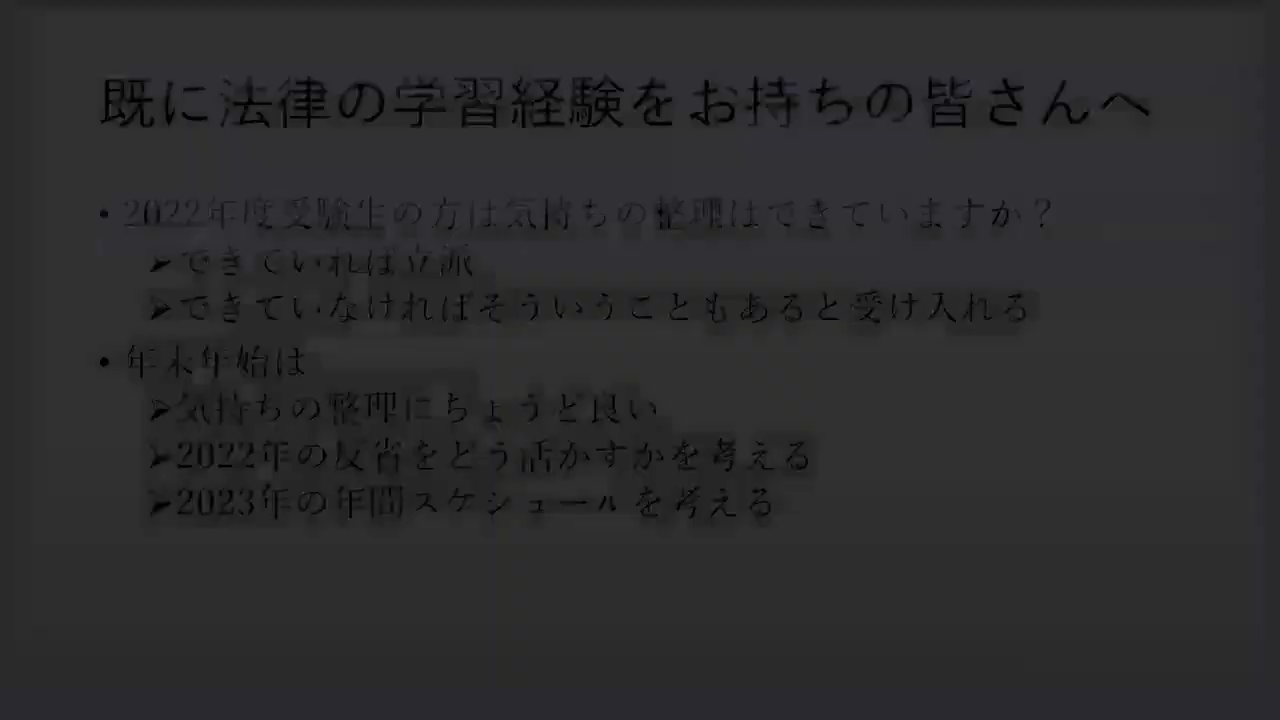 既に法律の学習経験をお持ちの皆さんへ
• 2022年度受験生の方は気持ちの整理はできていますか？
➢できていれば立派
➢できていなければそういうこともあると受け入れる
• 年末年始は
➢気持ちの整理にちょうど良い
➢2022年の反省をどう活かすかを考える
➢2023年の年間スケジュールを考える